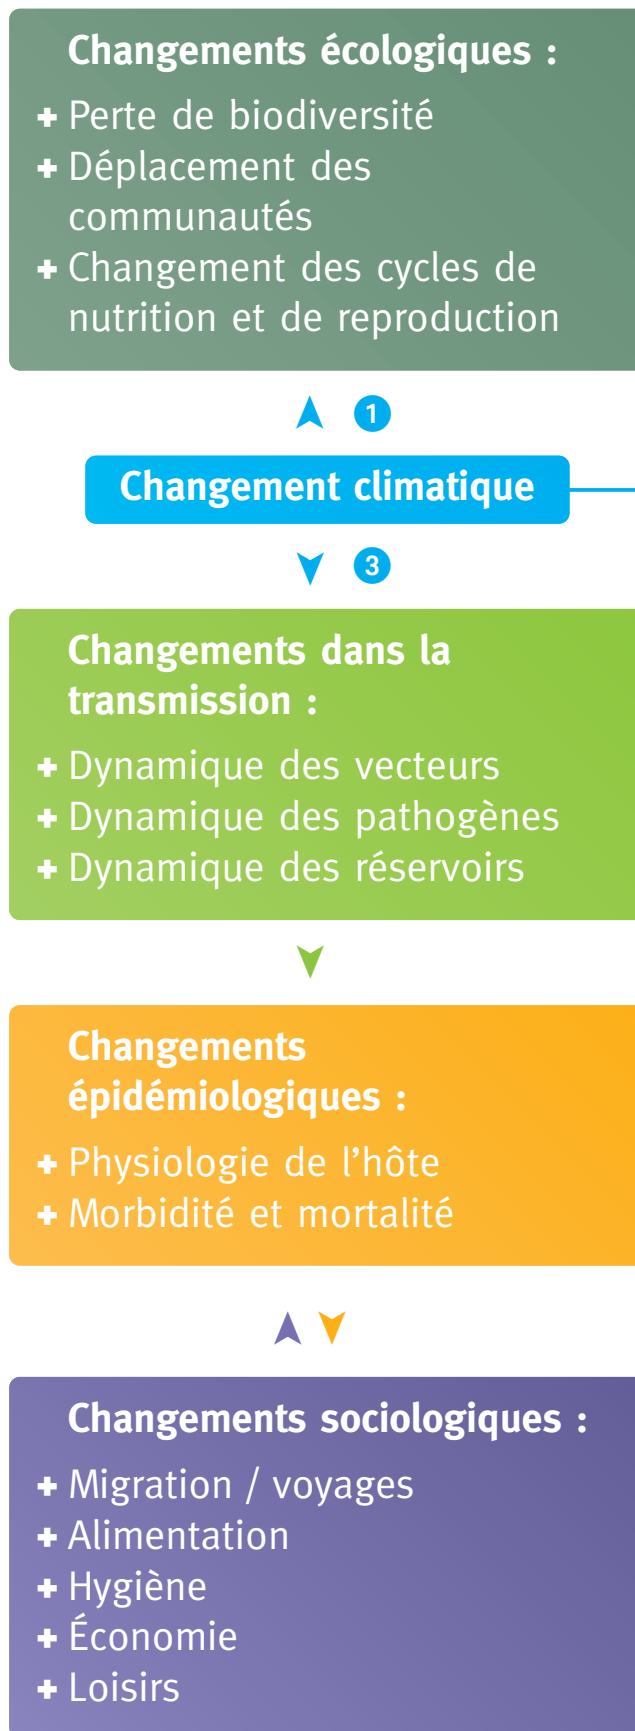 Changements écologiques :
+ Perte de biodiversité
+ Déplacement des
communautés
+ Changement des cycles de
nutrition et de reproduction
1
Changement climatique
3
Changements dans la
transmission :
+ Dynamique des vecteurs
+ Dynamique des pathogènes
+ Dynamique des réservoirs
Changements
épidémiologiques :
+ Physiologie de l’hôte
+ Morbidité et mortalité
Changements sociologiques :
+ Migration / voyages
+ Alimentation
+ Hygiène
+ Économie
+ Loisirs